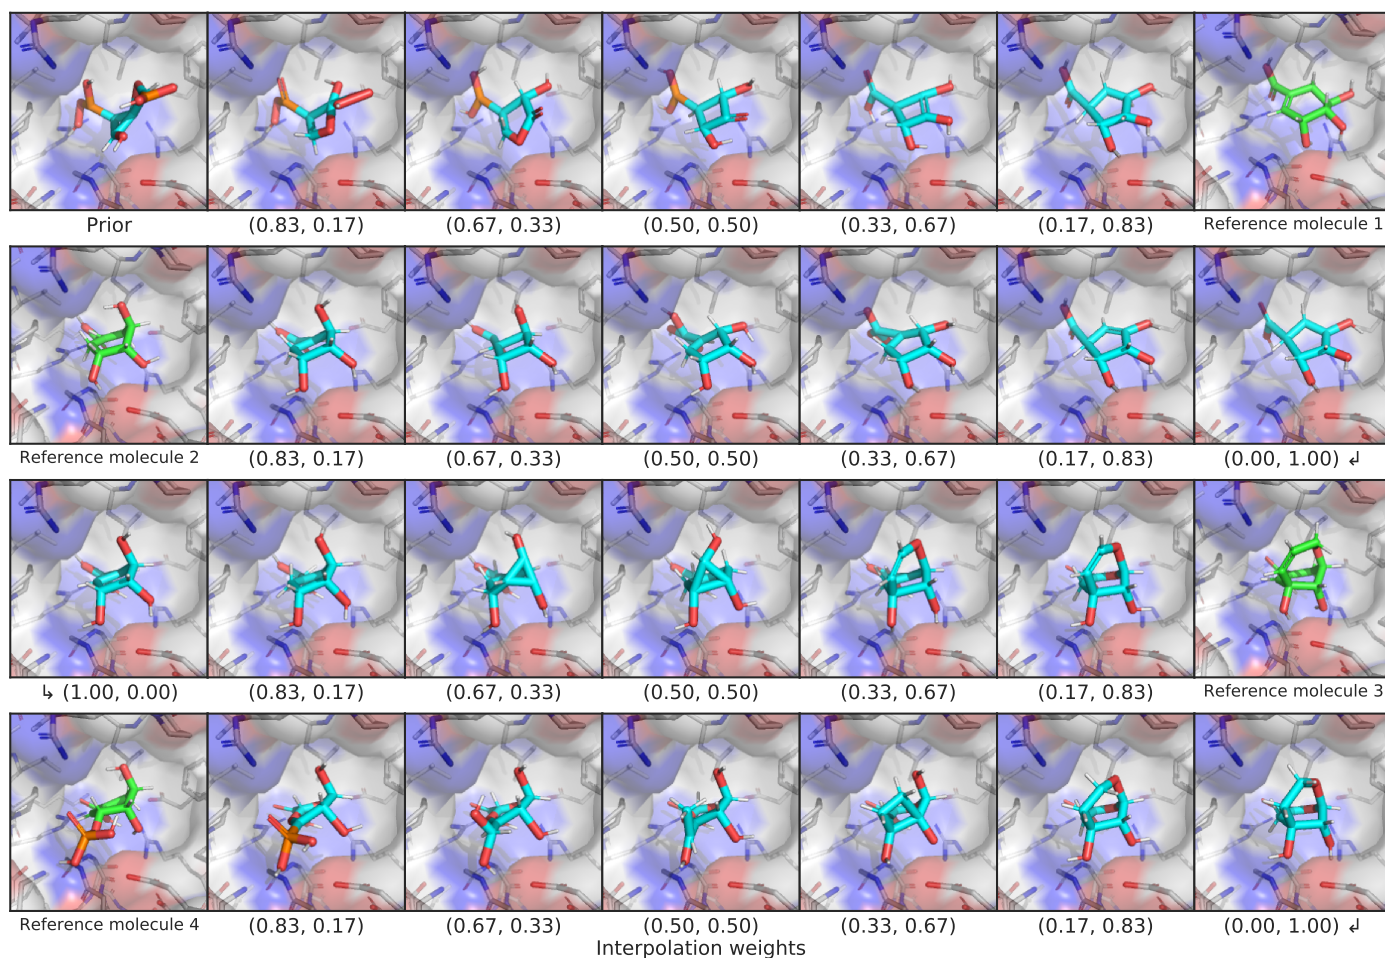 Prior (0.83, 0.17) (0.67, 0.33) (0.50, 0.50) (0.33, 0.67) (0.17, 0.83) Reference molecule 1
Reference molecule 2 (0.83, 0.17) (0.67, 0.33) (0.50, 0.50) (0.33, 0.67) (0.17, 0.83) (0.00, 1.00) ↲
↳ (1.00, 0.00) (0.83, 0.17) (0.67, 0.33) (0.50, 0.50) (0.33, 0.67) (0.17, 0.83) Reference molecule 3
Reference molecule 4 (0.83, 0.17) (0.67, 0.33) (0.50, 0.50) (0.33, 0.67) (0.17, 0.83) (0.00, 1.00) ↲
Interpolation weights